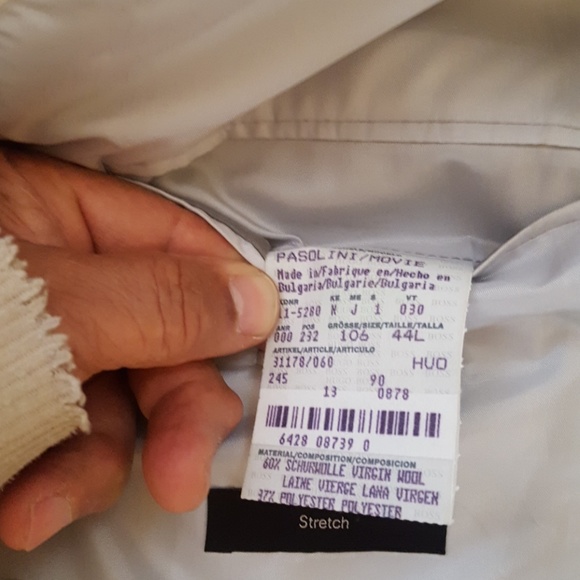 PASOLINI/MOVIE
Made in/Fabrique en/Hecho en
Bulgaria/Bulgarie/Bulgaria
KE ME S VT
11-5280 N J 1 030
ANR POS GRÖSSE/SIZE/TAILLE/TALLA
000 232 106 44L
ARTIKEL/ARTICLE/ARTICULO
31178/060 HUO
245 90
13 0878
6428 08739 0
MATERIAL/COMPOSITION/COMPOSICION
60% SCHURWOLLE VIRGIN WOOL
LAINE VIERGE LANA VIRGEN
37% POLYESTER POLYESTER
Stretch